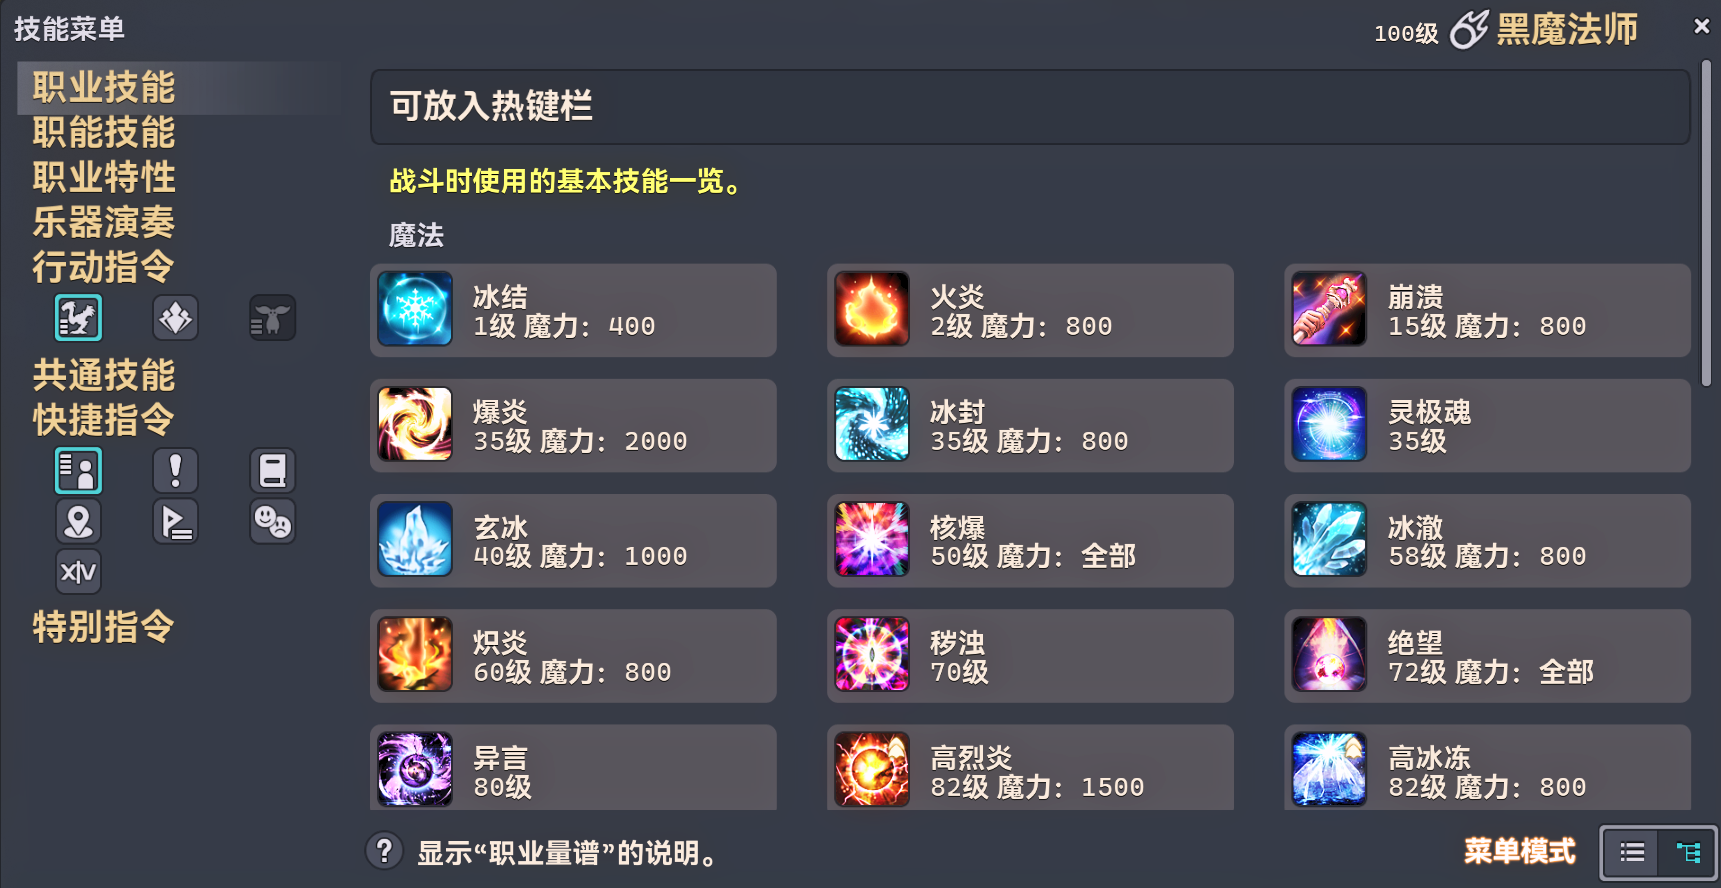 技能菜单
100级 黑魔法师
职业技能
职能技能
职业特性
乐器演奏
行动指令
共通技能
快捷指令
XIV
特别指令
可放入热键栏
战斗时使用的基本技能一览。
魔法
冰结
1级 魔力: 400
火炎
2级 魔力: 800
崩溃
15级 魔力: 800
爆炎
35级 魔力: 2000
冰封
35级 魔力: 800
灵极魂
35级
玄冰
40级 魔力: 1000
核爆
50级 魔力: 全部
冰澈
58级 魔力: 800
炽炎
60级 魔力: 800
秽浊
70级
绝望
72级 魔力: 全部
异言
80级
高烈炎
82级 魔力: 1500
高冰冻
82级 魔力: 800
? 显示“职业量谱”的说明。
菜单模式